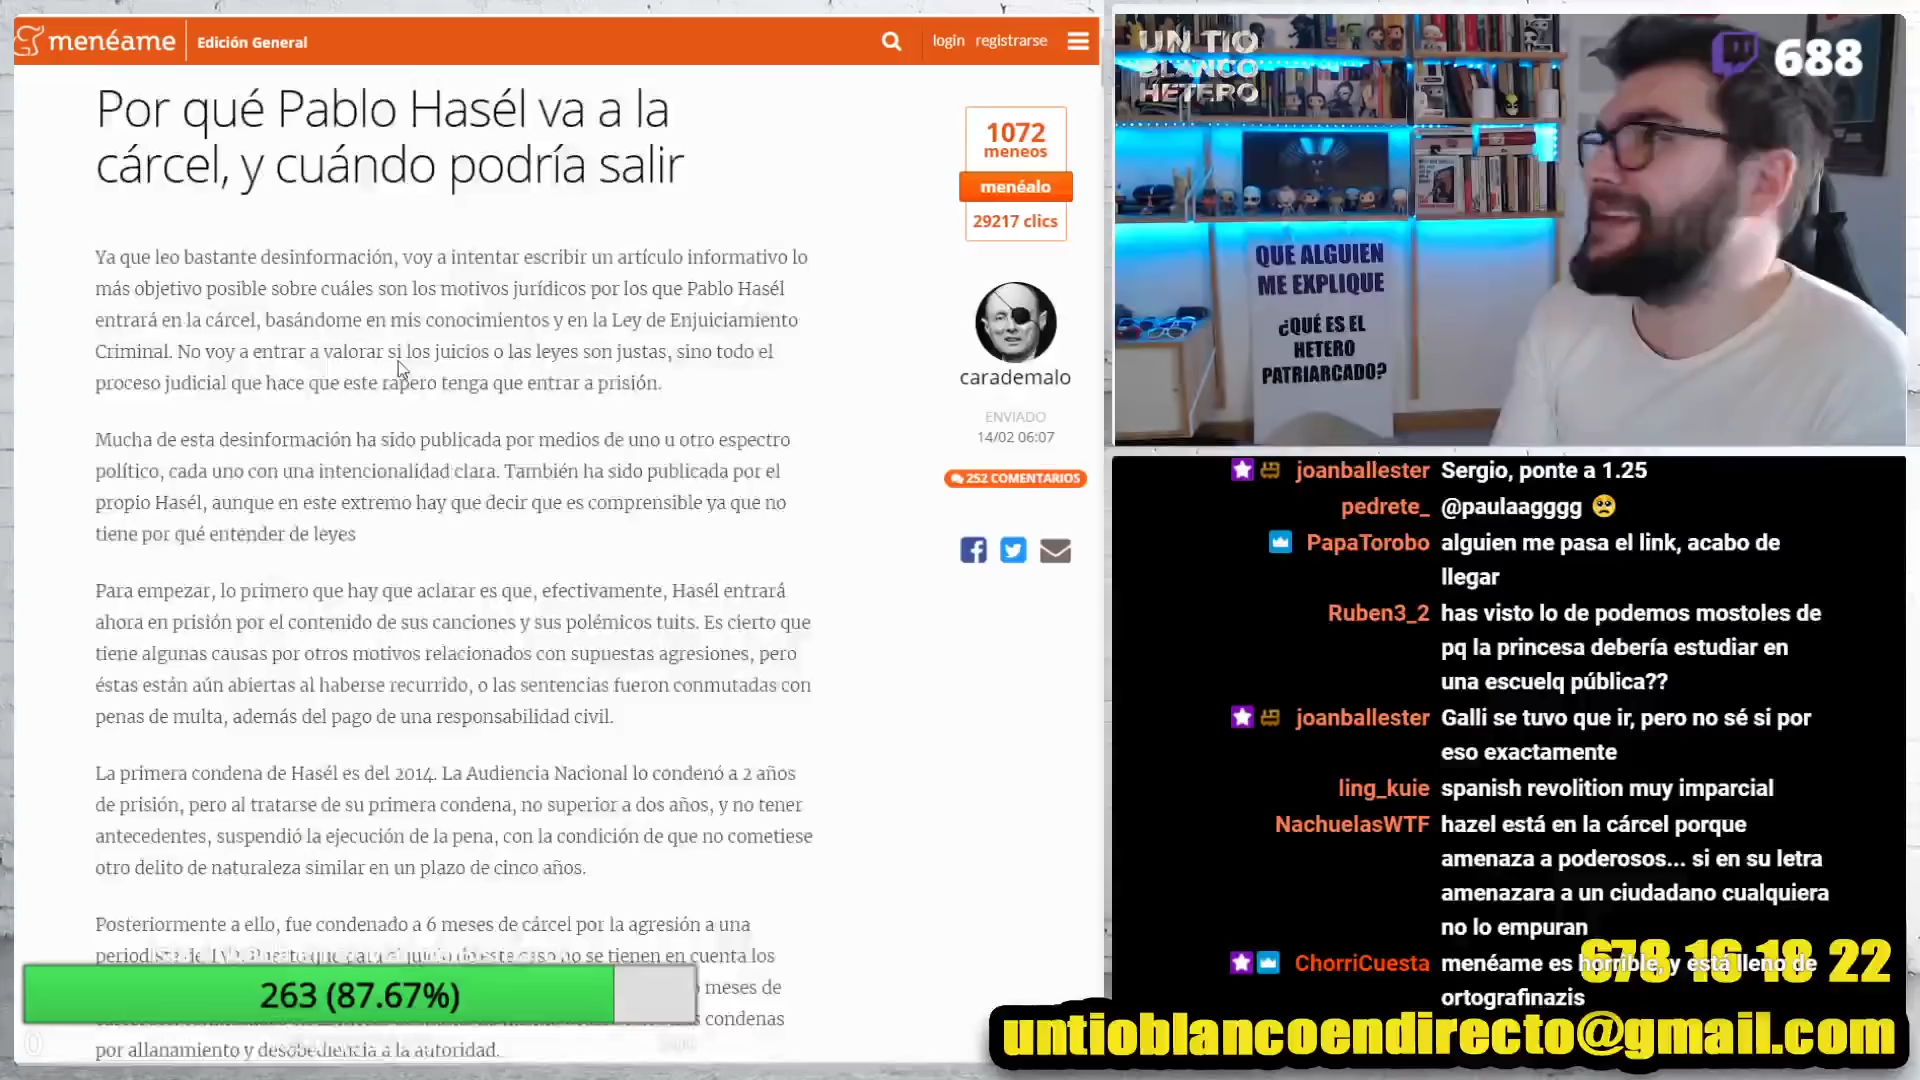 menéame
Edición General
login registrarse
Por qué Pablo Hasél va a la
cárcel, y cuándo podría salir
Ya que leo bastante desinformación, voy a intentar escribir un artículo informativo lo
más objetivo posible sobre cuáles son los motivos jurídicos por los que Pablo Hasél
entrará en la cárcel, basándome en mis conocimientos y en la Ley de Enjuiciamiento
Criminal. No voy a entrar a valorar si los juicios o las leyes son justas, sino todo el
proceso judicial que hace que este rapero tenga que entrar a prisión.
Mucha de esta desinformación ha sido publicada por medios de uno u otro espectro
político, cada uno con una intencionalidad clara. También ha sido publicada por el
propio Hasél, aunque en este extremo hay que decir que es comprensible ya que no
tiene por qué entender de leyes
Para empezar, lo primero que hay que aclarar es que, efectivamente, Hasél entrará
ahora en prisión por el contenido de sus canciones y sus polémicos tuits. Es cierto que
tiene algunas causas por otros motivos relacionados con supuestas agresiones, pero
éstas están aún abiertas al haberse recurrido, o las sentencias fueron conmutadas con
penas de multa, además del pago de una responsabilidad civil.
La primera condena de Hasél es del 2014. La Audiencia Nacional lo condenó a 2 años
de prisión, pero al tratarse de su primera condena, no superior a dos años, y no tener
antecedentes, suspendió la ejecución de la pena, con la condición de que no cometiese
otro delito de naturaleza similar en un plazo de cinco años.
Posteriormente a ello, fue condenado a 6 meses de cárcel por la agresión a una
se tienen en cuenta los
meses de
condenas
por allanamiento y desobediencia a la autoridad.
263 (87.67%)
0
1072
meneos
menéalo
29217 clics
carademalo
ENVIADO
14/02 06:07
252 COMENTARIOS
UN TIO
BLANCO
HETERO
688
QUE ALGUIEN
ME EXPLIQUE
¿QUÉ ES EL
HETERO
PATRIARCADO?
joanballester Sergio, ponte a 1.25
pedrete_ @paulaagggg 🥺
PapaTorobo alguien me pasa el link, acabo de
llegar
Ruben3_2 has visto lo de podemos mostoles de
pq la princesa debería estudiar en
una escuelq pública??
joanballester Galli se tuvo que ir, pero no sé si por
eso exactamente
ling_kuie spanish revolition muy imparcial
NachuelasWTF hazel está en la cárcel porque
amenaza a poderosos... si en su letra
amenazara a un ciudadano cualquiera
no lo empuran
ChorriCuesta menéame es horrible, y está lleno de
ortografinazis
678 16 18 22
untioblancoendirecto@gmail.com